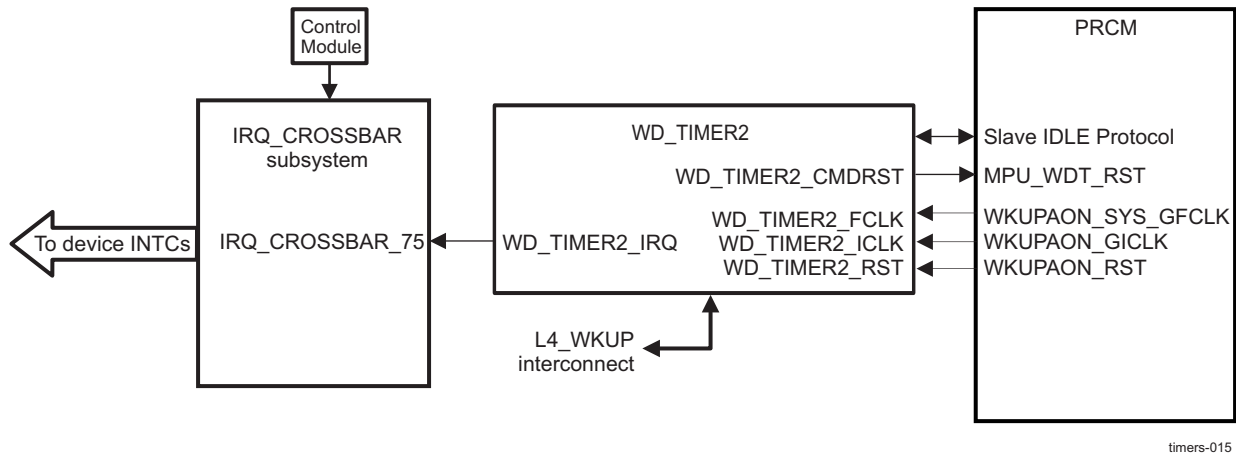 Control
Module
PRCM
IRQ_CROSSBAR
subsystem
WD_TIMER2
Slave IDLE Protocol
WD_TIMER2_CMDRST
MPU_WDT_RST
WD_TIMER2_FCLK
WKUPAON_SYS_GFCLK
To device INTCs
IRQ_CROSSBAR_75
WD_TIMER2_IRQ
WD_TIMER2_ICLK
WKUPAON_GICLK
WD_TIMER2_RST
WKUPAON_RST
L4_WKUP
interconnect
timers-015